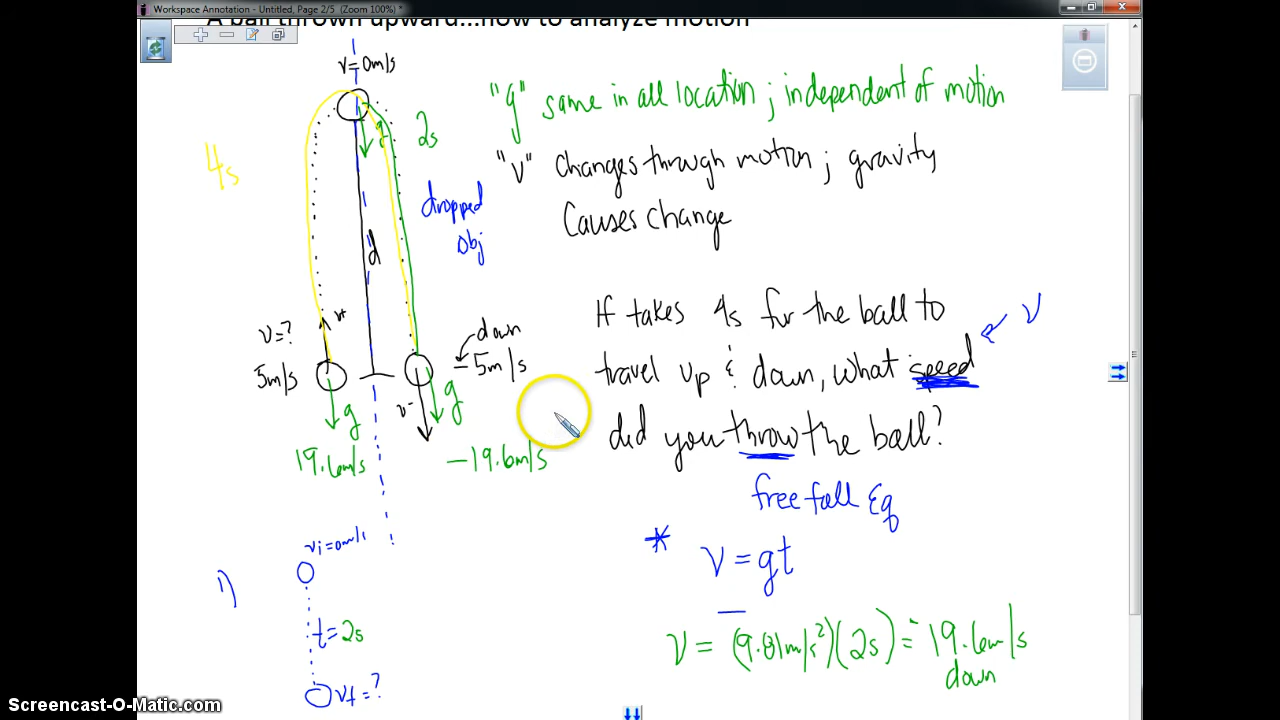 Workspace Annotation - Untitled, Page 2/5 (Zoom 100%) *
A ball thrown upward...how to analyze motion
v=0m/s
"g" same in all location ; independent of motion
g
2s
4s
"v" changes through motion ; gravity
causes change
dropped
obj
d
If takes 4s for the ball to
travel up & down, what speed
did you throw the ball?
v
v=?
v+
down
5m/s
-5m/s
g
v-
g
19.6m/s
-19.6m/s
free fall Eq
* v = gt
vi=0m/s
1)
t=2s
vf=?
v = (9.81m/s²)(2s) = -19.6m/s
down
Screencast-O-Matic.com